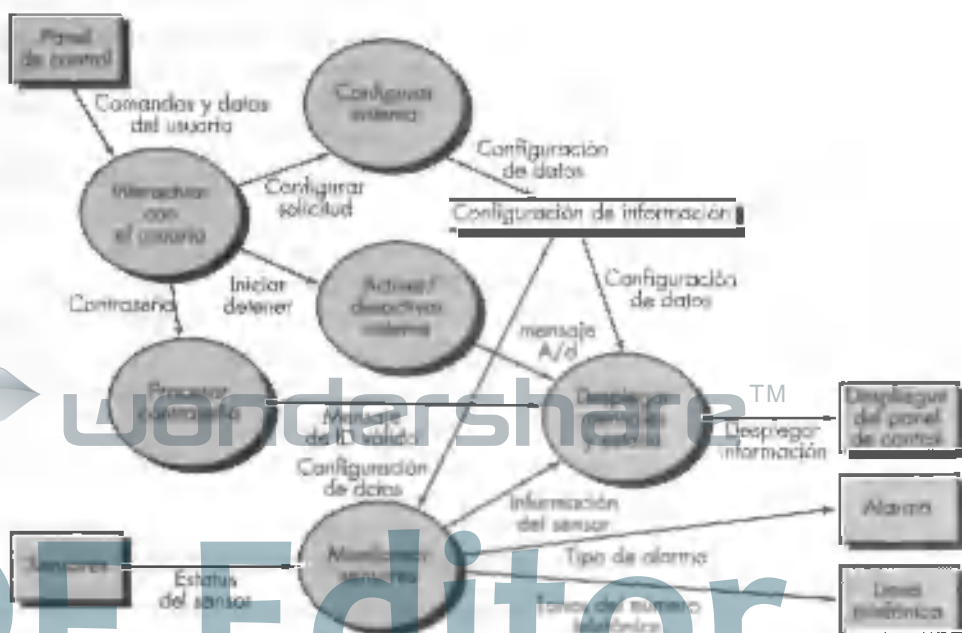 Panel
de control
Comandos y datos
del usuario
Configurar
sistema
Configuración
de datos
Interactuar
con
el usuario
Configurar
solicitud
Configuración de información
Iniciar
detener
Activar/
desactivar
sistema
Configuración
de datos
Contraseña
mensaje
A/d
Procesar
contraseña
Mensaje
de ID válido
Desplegar
y
Desplegar
información
Despliegue
del panel
de control
wondershare™
Configuración
de datos
Información
del sensor
Alarma
Sensores
Estatus
del sensor
Monitorear
sensores
Tipo de alarma
Tonos del número
telefónico
Línea
telefónica
DF Editor